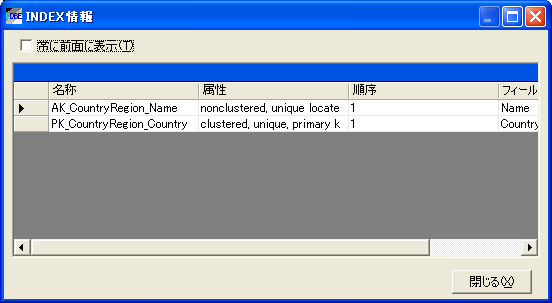 INDEX情報
常に前面に表示(T)
名称 属性 順序 フィール
AK_CountryRegion_Name nonclustered, unique locate 1 Name
PK_CountryRegion_Country clustered, unique, primary k 1 Country
閉じる(X)